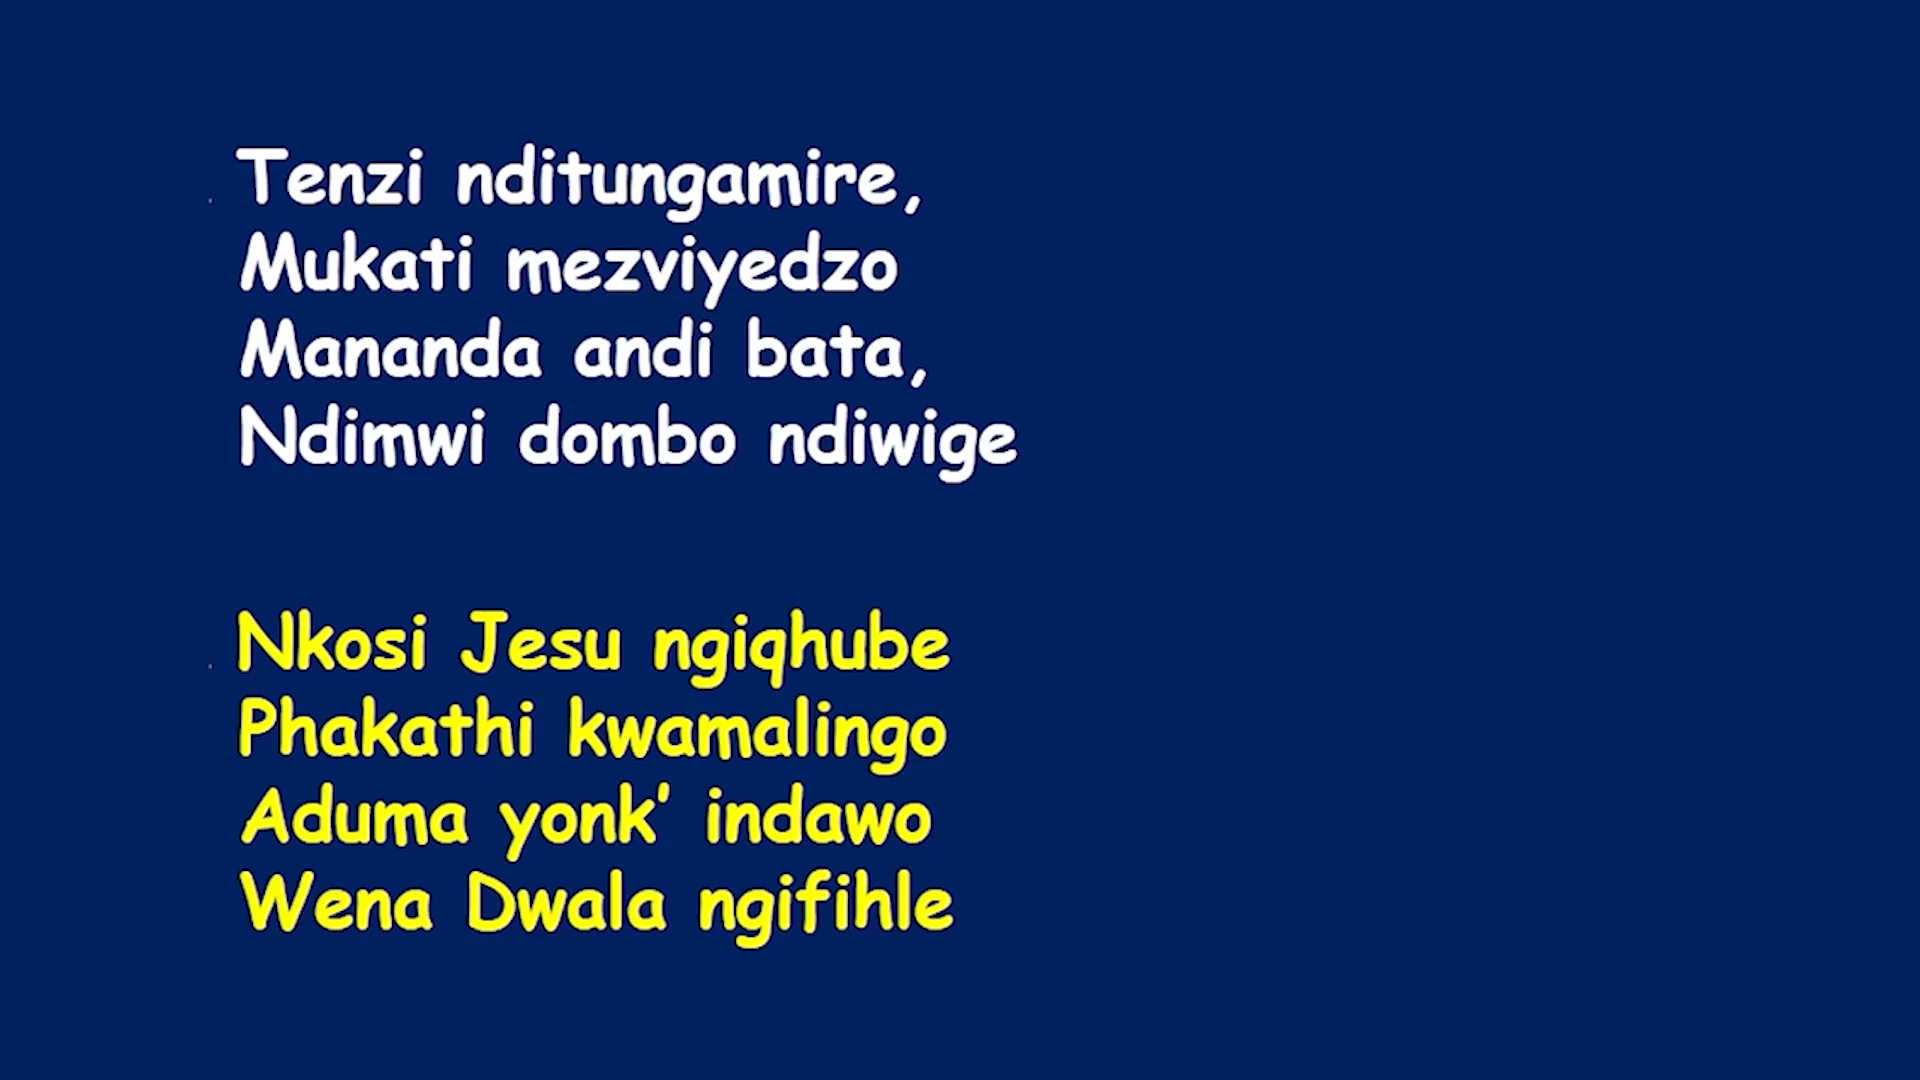 Tenzi nditungamire,
Mukati mezviyedzo
Mananda andi bata,
Ndimwi dombo ndiwige
Nkosi Jesu ngiqhube
Phakathi kwamalingo
Aduma yonk’ indawo
Wena Dwala ngifihle